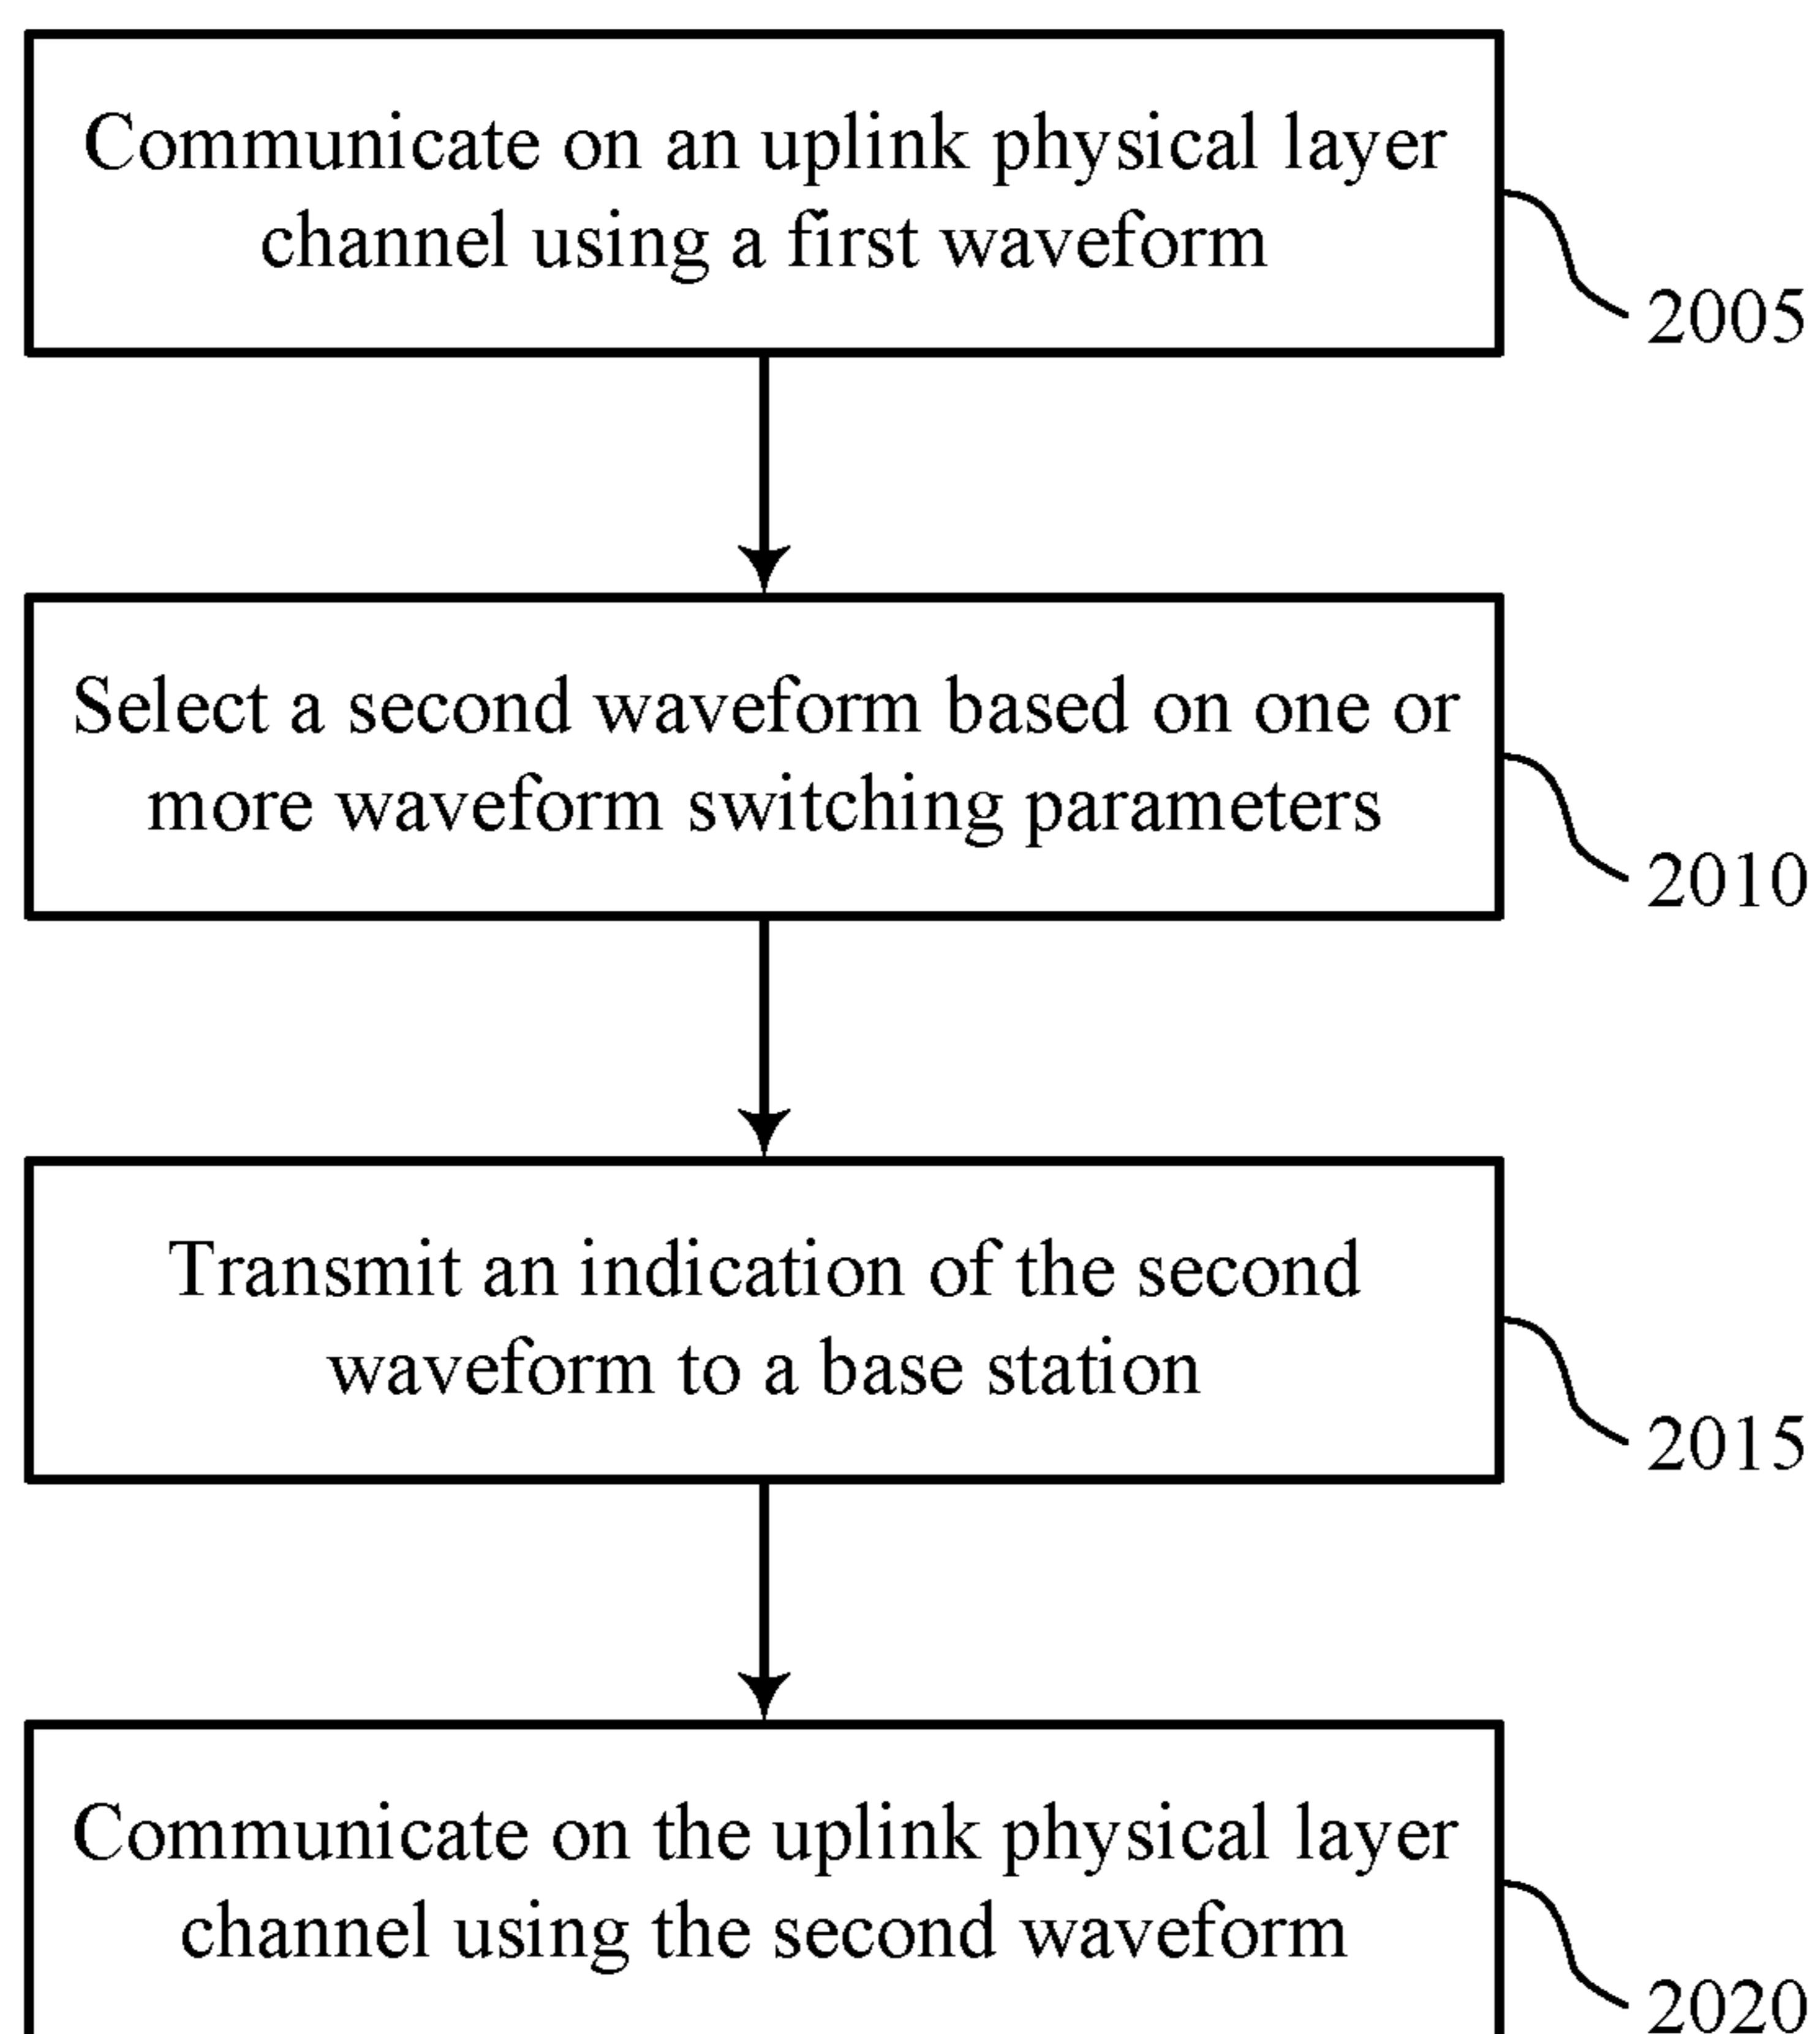 Communicate on an uplink physical layer
channel using a first waveform
2005
Select a second waveform based on one or
more waveform switching parameters
2010
Transmit an indication of the second
waveform to a base station
2015
Communicate on the uplink physical layer
channel using the second waveform
2020